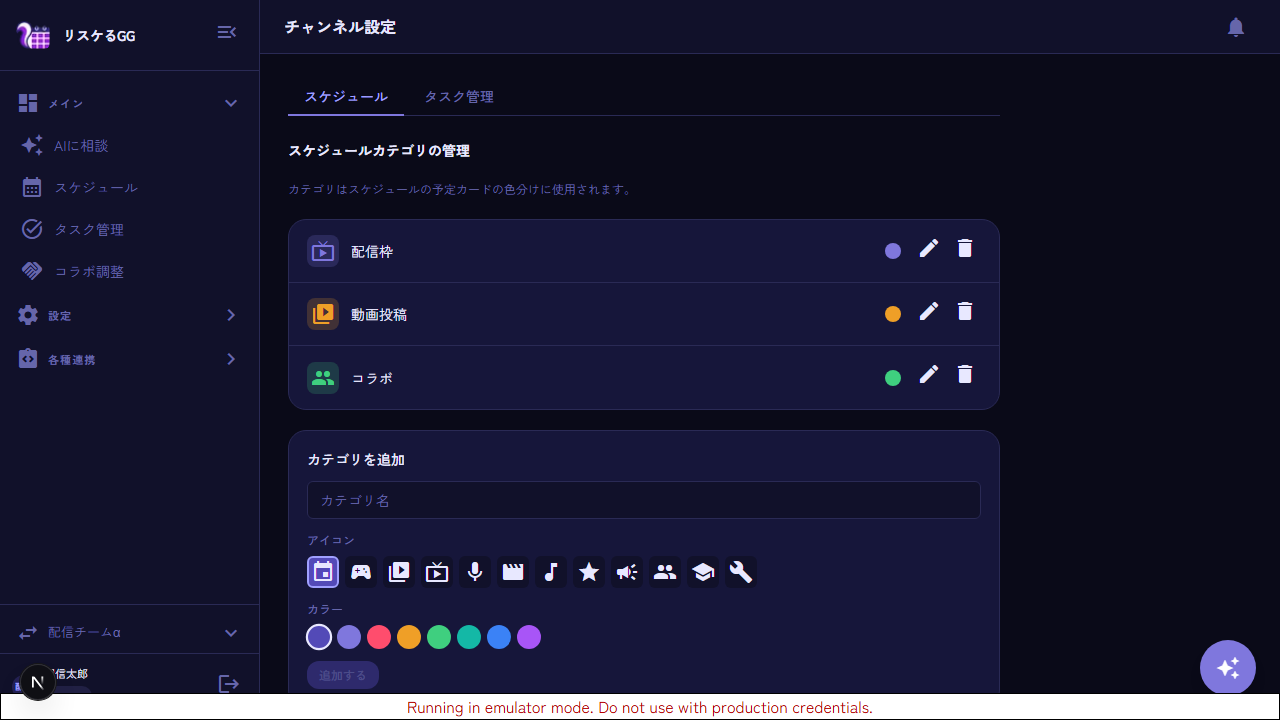 リスケるGG
チャンネル設定
メイン
AIに相談
スケジュール
タスク管理
コラボ調整
設定
各種連携
配信チームα
信太郎
N
スケジュール
タスク管理
スケジュールカテゴリの管理
カテゴリはスケジュールの予定カードの色分けに使用されます。
配信枠
動画投稿
コラボ
カテゴリを追加
カテゴリ名
アイコン
カラー
追加する
Running in emulator mode. Do not use with production credentials.